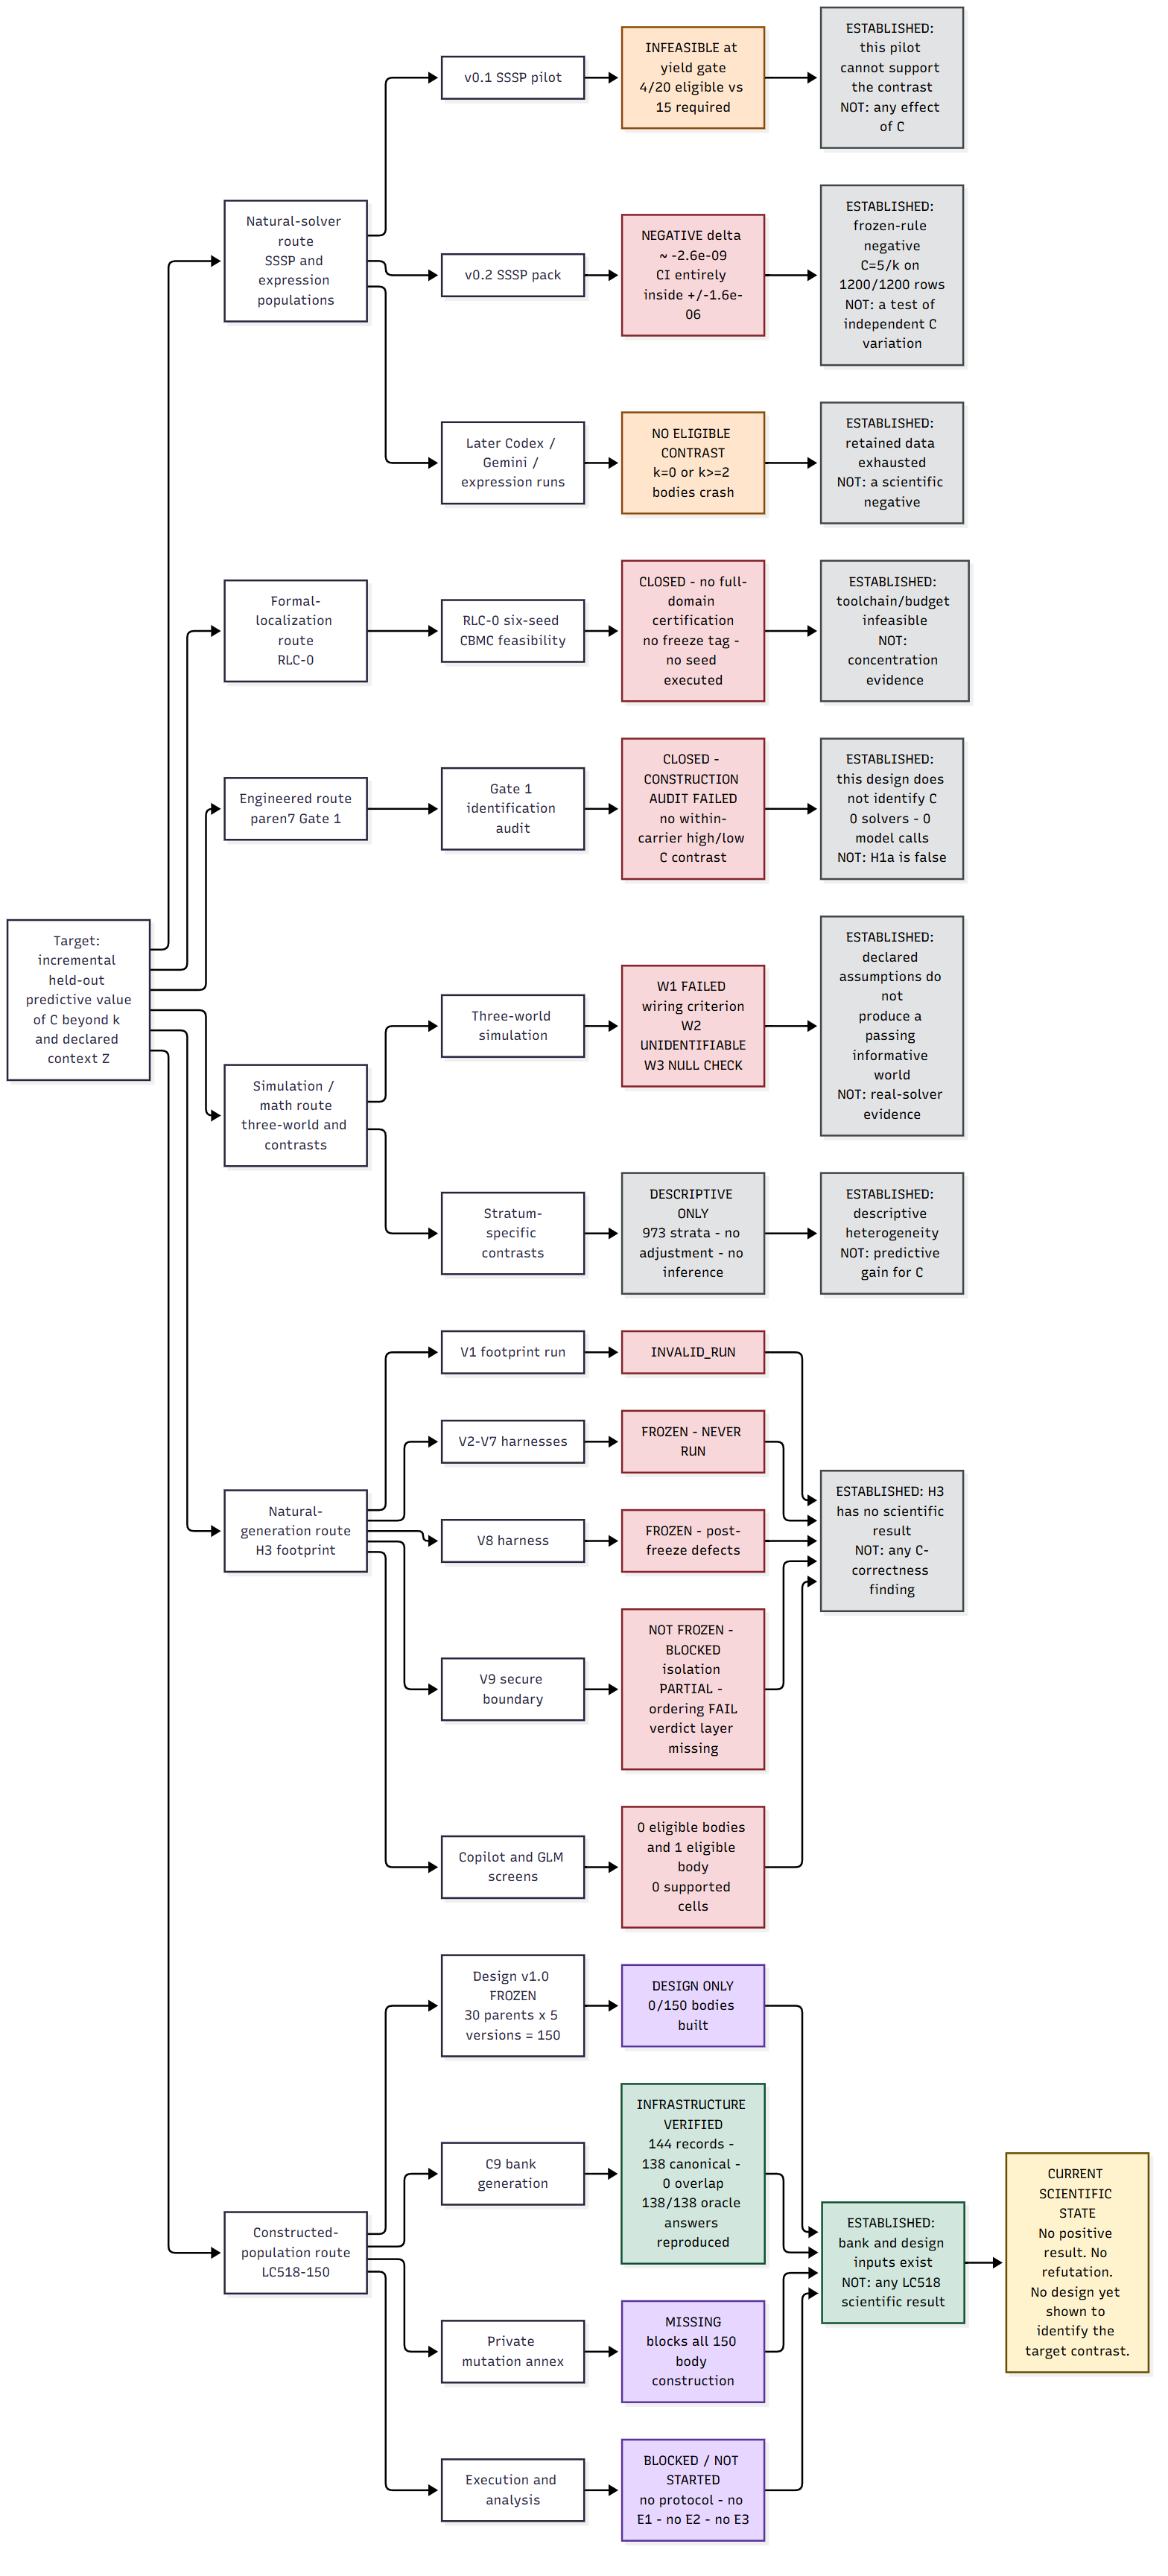 Target:
incremental
held-out
predictive value
of C beyond k
and declared
context Z
Natural-solver
route
SSSP and
expression
populations
v0.1 SSSP pilot
INFEASIBLE at
yield gate
4/20 eligible vs
15 required
ESTABLISHED:
this pilot
cannot support
the contrast
NOT: any effect
of C
v0.2 SSSP pack
NEGATIVE delta
~ -2.6e-09
CI entirely
inside +/-1.6e-
06
ESTABLISHED:
frozen-rule
negative
C=5/k on
1200/1200 rows
NOT: a test of
independent C
variation
Later Codex /
Gemini /
expression runs
NO ELIGIBLE
CONTRAST
k=0 or k>=2
bodies crash
ESTABLISHED:
retained data
exhausted
NOT: a scientific
negative
Formal-
localization
route
RLC-0
RLC-0 six-seed
CBMC feasibility
CLOSED - no full-
domain
certification
no freeze tag -
no seed
executed
ESTABLISHED:
toolchain/budget
infeasible
NOT:
concentration
evidence
Engineered route
paren7 Gate 1
Gate 1
identification
audit
CLOSED -
CONSTRUCTION
AUDIT FAILED
no within-
carrier high/low
C contrast
ESTABLISHED:
this design does
not identify C
0 solvers - 0
model calls
NOT: H1a is false
Simulation /
math route
three-world and
contrasts
Three-world
simulation
W1 FAILED
wiring criterion
W2
UNIDENTIFIABLE
W3 NULL CHECK
ESTABLISHED:
declared
assumptions do
not
produce a
passing
informative
world
NOT: real-solver
evidence
Stratum-
specific
contrasts
DESCRIPTIVE
ONLY
973 strata - no
adjustment - no
inference
ESTABLISHED:
descriptive
heterogeneity
NOT: predictive
gain for C
Natural-
generation route
H3 footprint
V1 footprint run
INVALID_RUN
V2-V7 harnesses
FROZEN - NEVER
RUN
V8 harness
FROZEN - post-
freeze defects
V9 secure
boundary
NOT FROZEN -
BLOCKED
isolation
PARTIAL -
ordering FAIL
verdict layer
missing
Copilot and GLM
screens
0 eligible bodies
and 1 eligible
body
0 supported
cells
ESTABLISHED: H3
has no scientific
result
NOT: any C-
correctness
finding
Constructed-
population route
LC518-150
Design v1.0
FROZEN
30 parents x 5
versions = 150
DESIGN ONLY
0/150 bodies
built
C9 bank
generation
INFRASTRUCTURE
VERIFIED
144 records -
138 canonical -
0 overlap
138/138 oracle
answers
reproduced
Private
mutation annex
MISSING
blocks all 150
body
construction
Execution and
analysis
BLOCKED / NOT
STARTED
no protocol - no
E1 - no E2 - no E3
ESTABLISHED:
bank and design
inputs exist
NOT: any LC518
scientific result
CURRENT
SCIENTIFIC
STATE
No positive
result. No
refutation.
No design yet
shown to
identify the
target contrast.